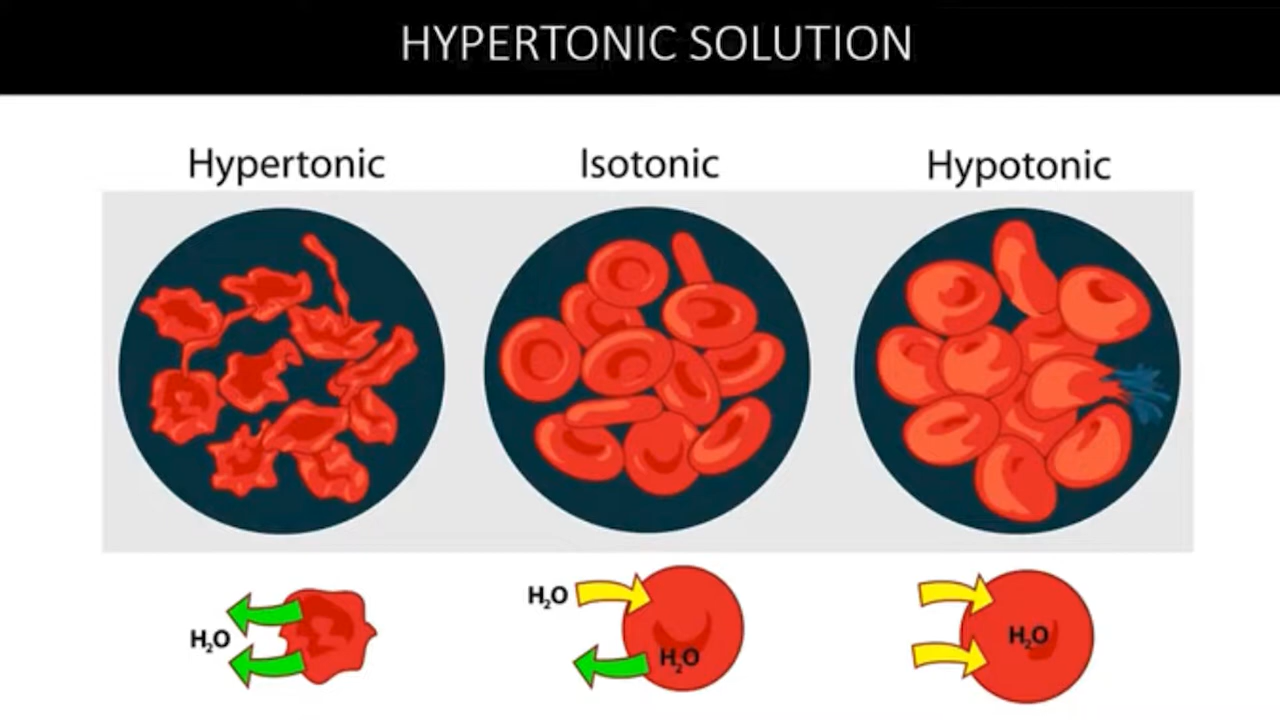 HYPERTONIC SOLUTION
Hypertonic
Isotonic
Hypotonic
H₂O
H₂O
H₂O
H₂O